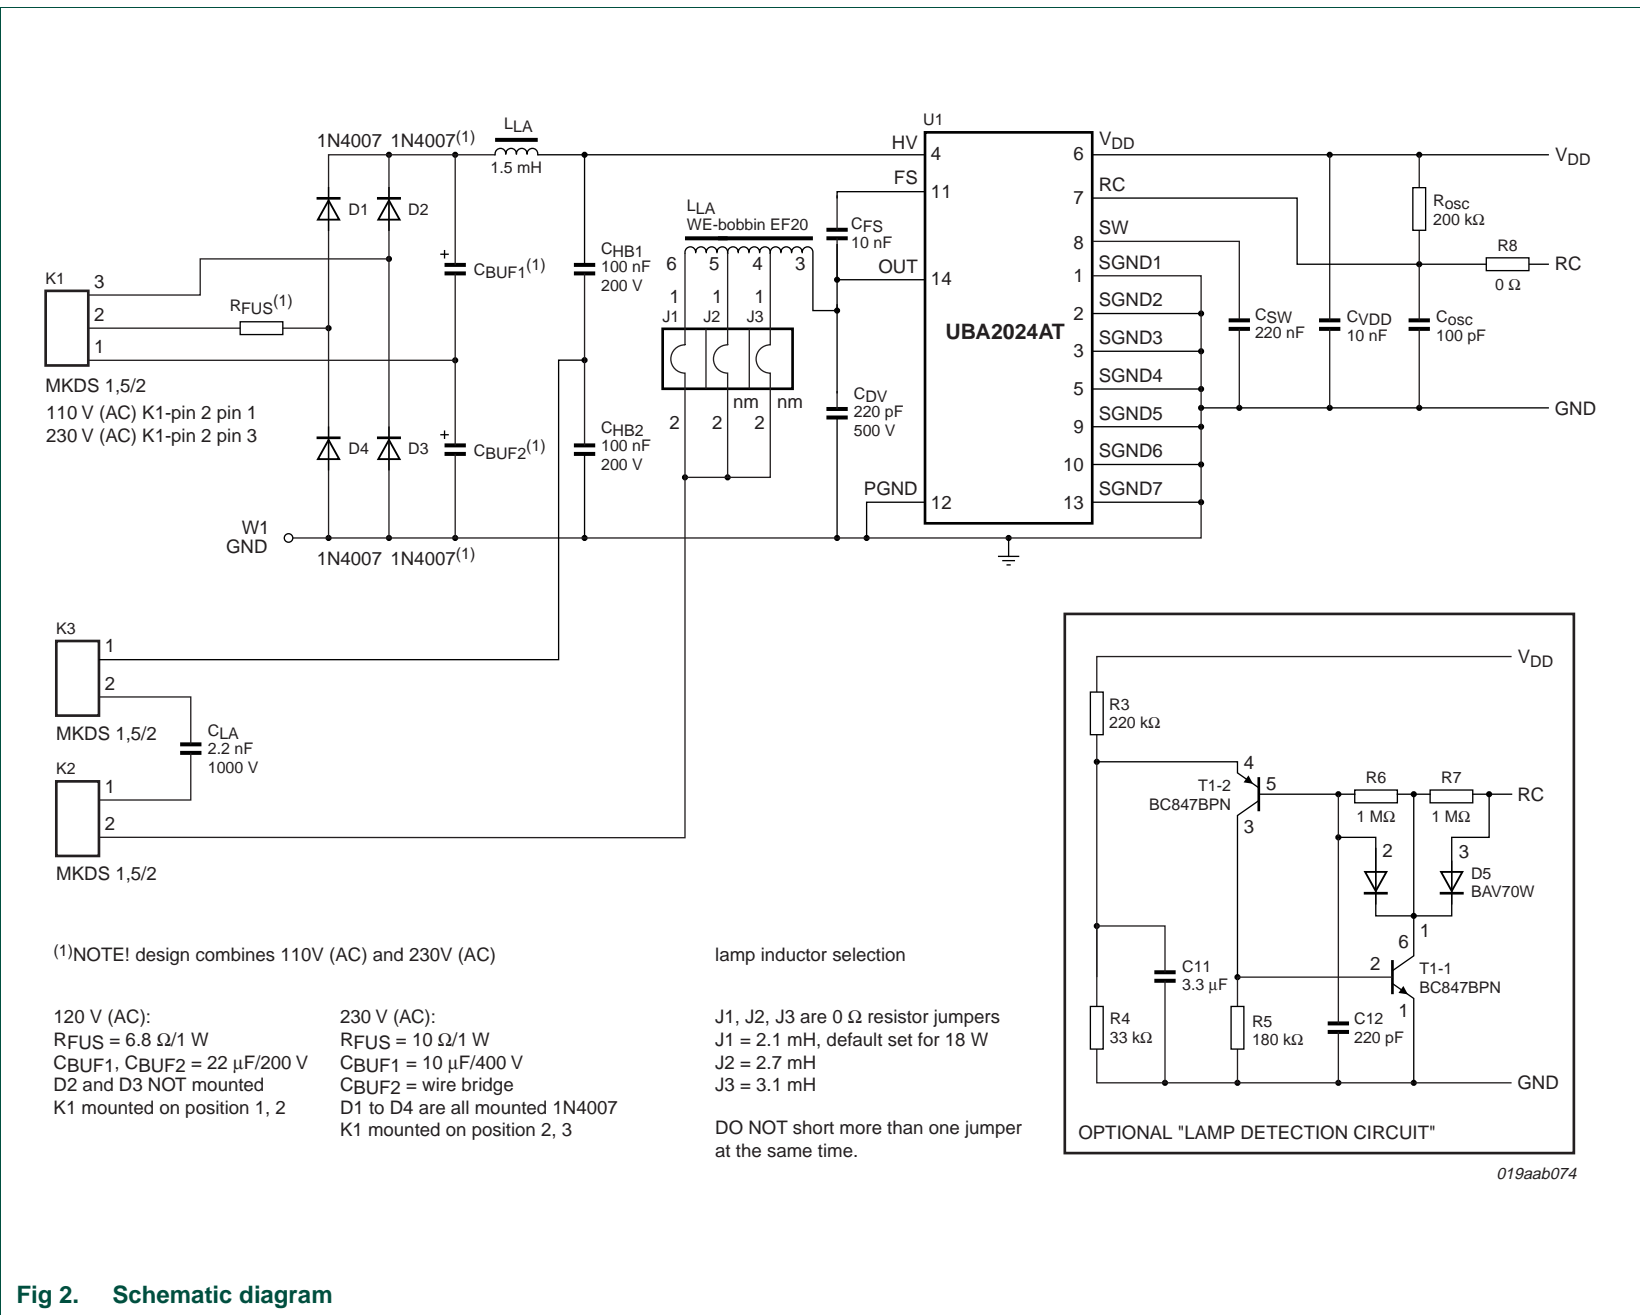 U1
1N4007 1N4007(1)
LLA
1.5 mH
HV
4
FS
11
OUT
14
PGND
12
UBA2024AT
6
VDD
7
RC
8
SW
1
SGND1
2
SGND2
3
SGND3
5
SGND4
9
SGND5
10
SGND6
13
SGND7
VDD
Rosc
200 kΩ
R8
0 Ω
RC
CSW
220 nF
CVDD
10 nF
Cosc
100 pF
GND
D1
D2
+
CBUF1(1)
CHB1
100 nF
200 V
LLA
WE-bobbin EF20
6 5 4 3
1 1 1
J1 J2 J3
nm nm
2 2 2
CFS
10 nF
CDV
220 pF
500 V
K1
3
2
1
RFUS(1)
MKDS 1,5/2
110 V (AC) K1-pin 2 pin 1
230 V (AC) K1-pin 2 pin 3
D4
D3
+
CBUF2(1)
CHB2
100 nF
200 V
W1
GND
1N4007 1N4007(1)
K3
1
2
MKDS 1,5/2
CLA
2.2 nF
1000 V
K2
1
2
MKDS 1,5/2
VDD
R3
220 kΩ
4
T1-2
BC847BPN
5
3
R6
1 MΩ
R7
1 MΩ
RC
2
3
D5
BAV70W
1
6
2
T1-1
BC847BPN
1
C11
3.3 μF
R4
33 kΩ
R5
180 kΩ
C12
220 pF
GND
OPTIONAL "LAMP DETECTION CIRCUIT"
(1)NOTE! design combines 110V (AC) and 230V (AC)
120 V (AC):
RFUS = 6.8 Ω/1 W
CBUF1, CBUF2 = 22 μF/200 V
D2 and D3 NOT mounted
K1 mounted on position 1, 2
230 V (AC):
RFUS = 10 Ω/1 W
CBUF1 = 10 μF/400 V
CBUF2 = wire bridge
D1 to D4 are all mounted 1N4007
K1 mounted on position 2, 3
lamp inductor selection
J1, J2, J3 are 0 Ω resistor jumpers
J1 = 2.1 mH, default set for 18 W
J2 = 2.7 mH
J3 = 3.1 mH
DO NOT short more than one jumper
at the same time.
019aab074
Fig 2. Schematic diagram